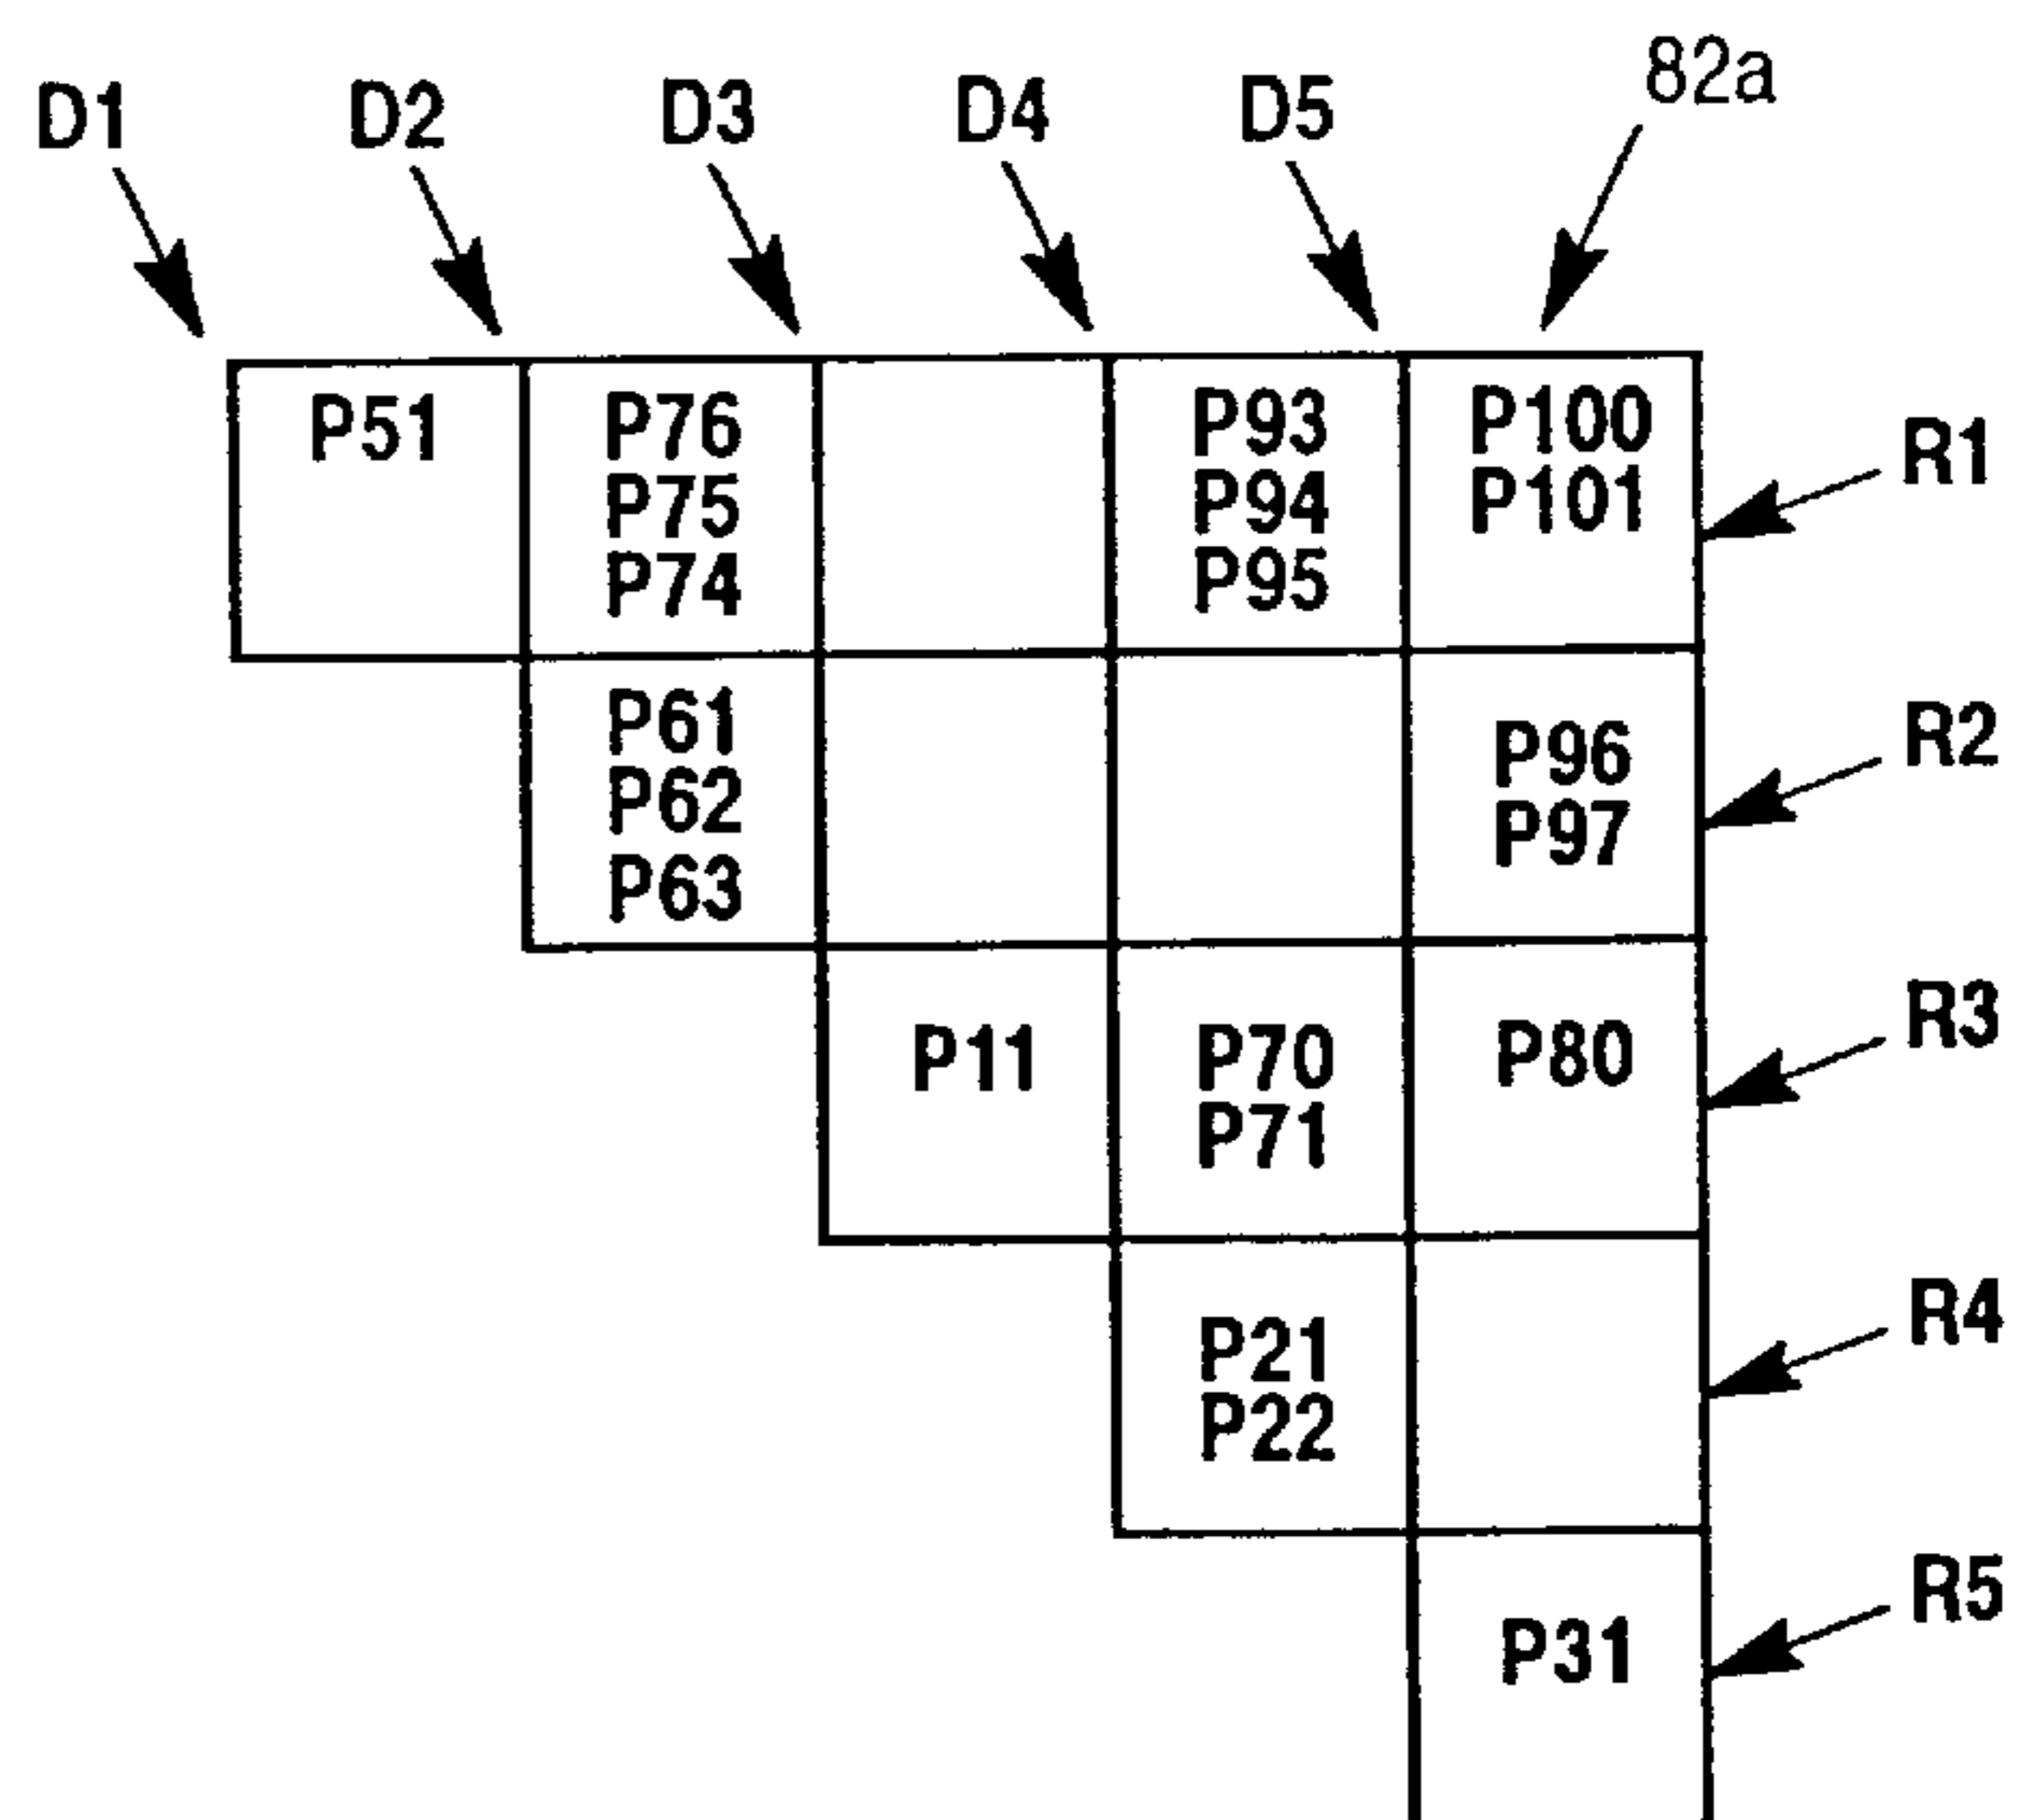 D1 D2 D3 D4 D5 82a
P51 P76 P93 P100 R1
P75 P94 P101
P74 P95
P61 P96 R2
P62 P97
P63
P11 P70 P80 R3
P71
P21 R4
P22
P31 R5